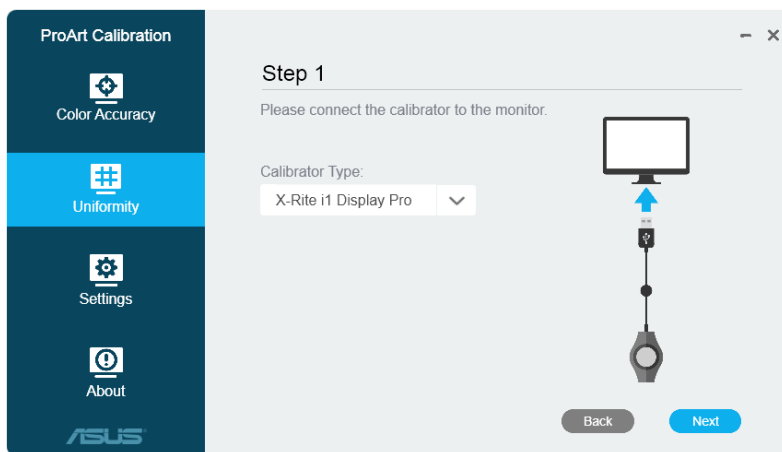 ProArt Calibration
Color Accuracy
Uniformity
Settings
About
ASUS
Step 1
Please connect the calibrator to the monitor.
Calibrator Type:
X-Rite i1 Display Pro
Back
Next